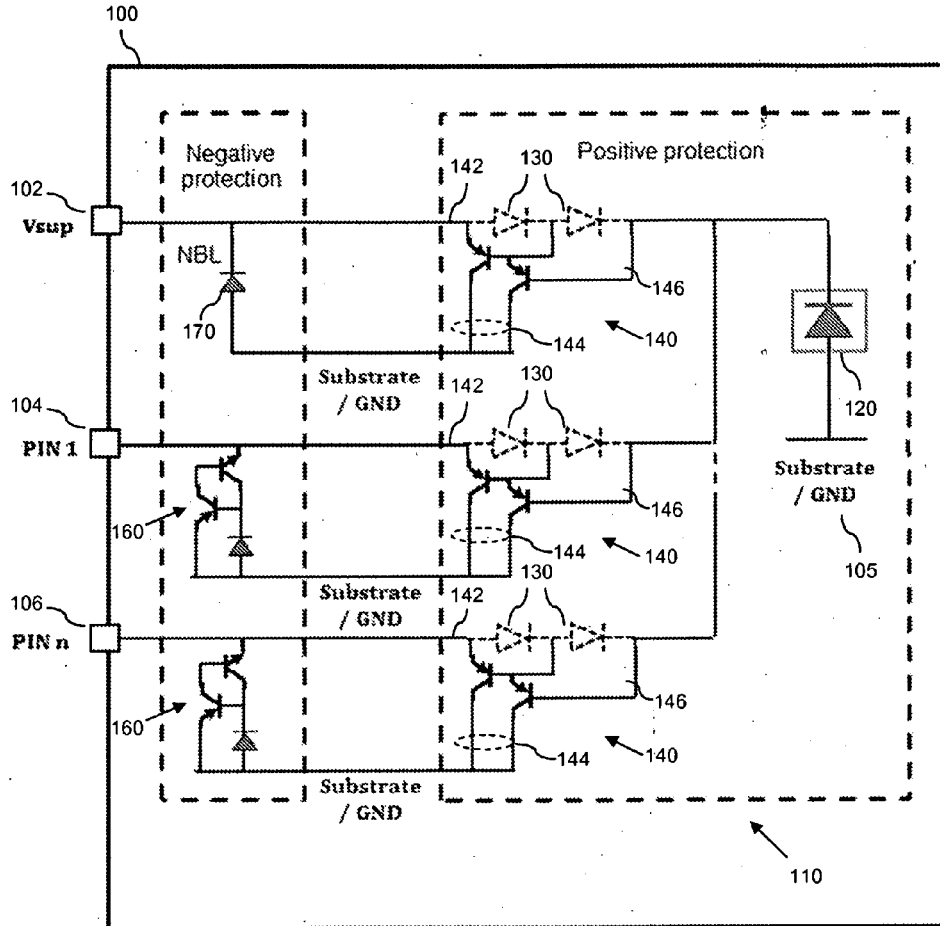 100
Negative
protection
Positive protection
102
142
130
Vsup
NBL
170
146
144
140
120
Substrate
/ GND
104
142
130
PIN 1
Substrate
/ GND
146
160
144
140
105
130
Substrate
/ GND
106
142
PIN n
146
160
144
140
Substrate
/ GND
110